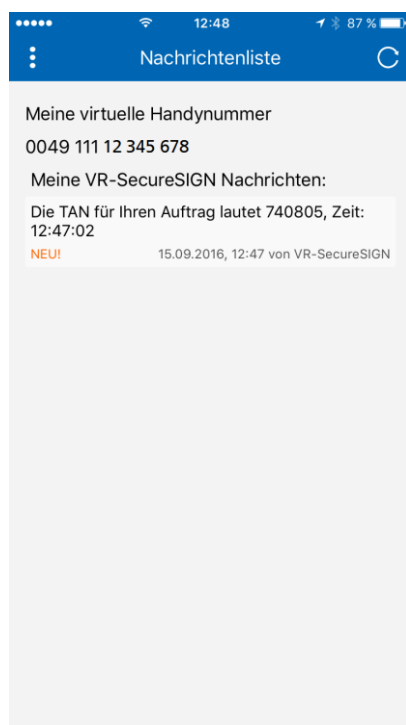 12:48
87 %
Nachrichtenliste
Meine virtuelle Handynummer
0049 111 12 345 678
Meine VR-SecureSIGN Nachrichten:
Die TAN für Ihren Auftrag lautet 740805, Zeit:
12:47:02
NEU! 15.09.2016, 12:47 von VR-SecureSIGN